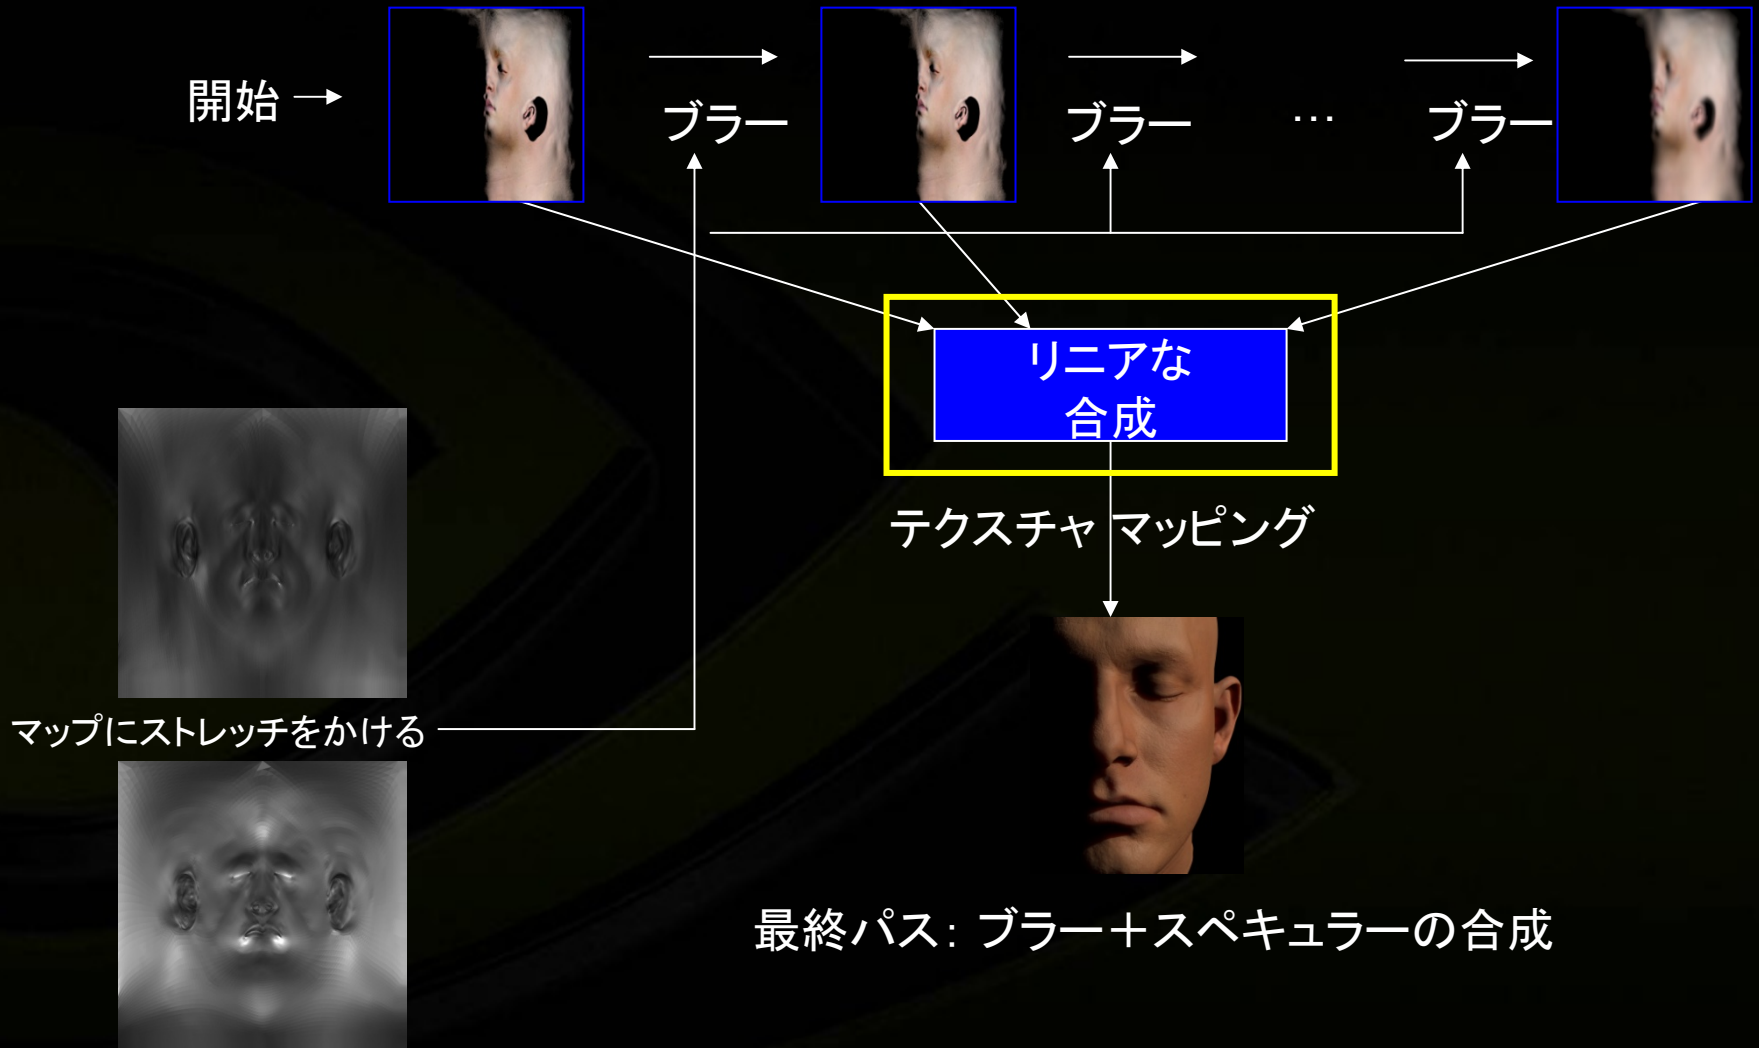 開始
ブラー
ブラー
…
ブラー
リニアな
合成
テクスチャ マッピング
マップにストレッチをかける
最終パス： ブラー＋スペキュラーの合成